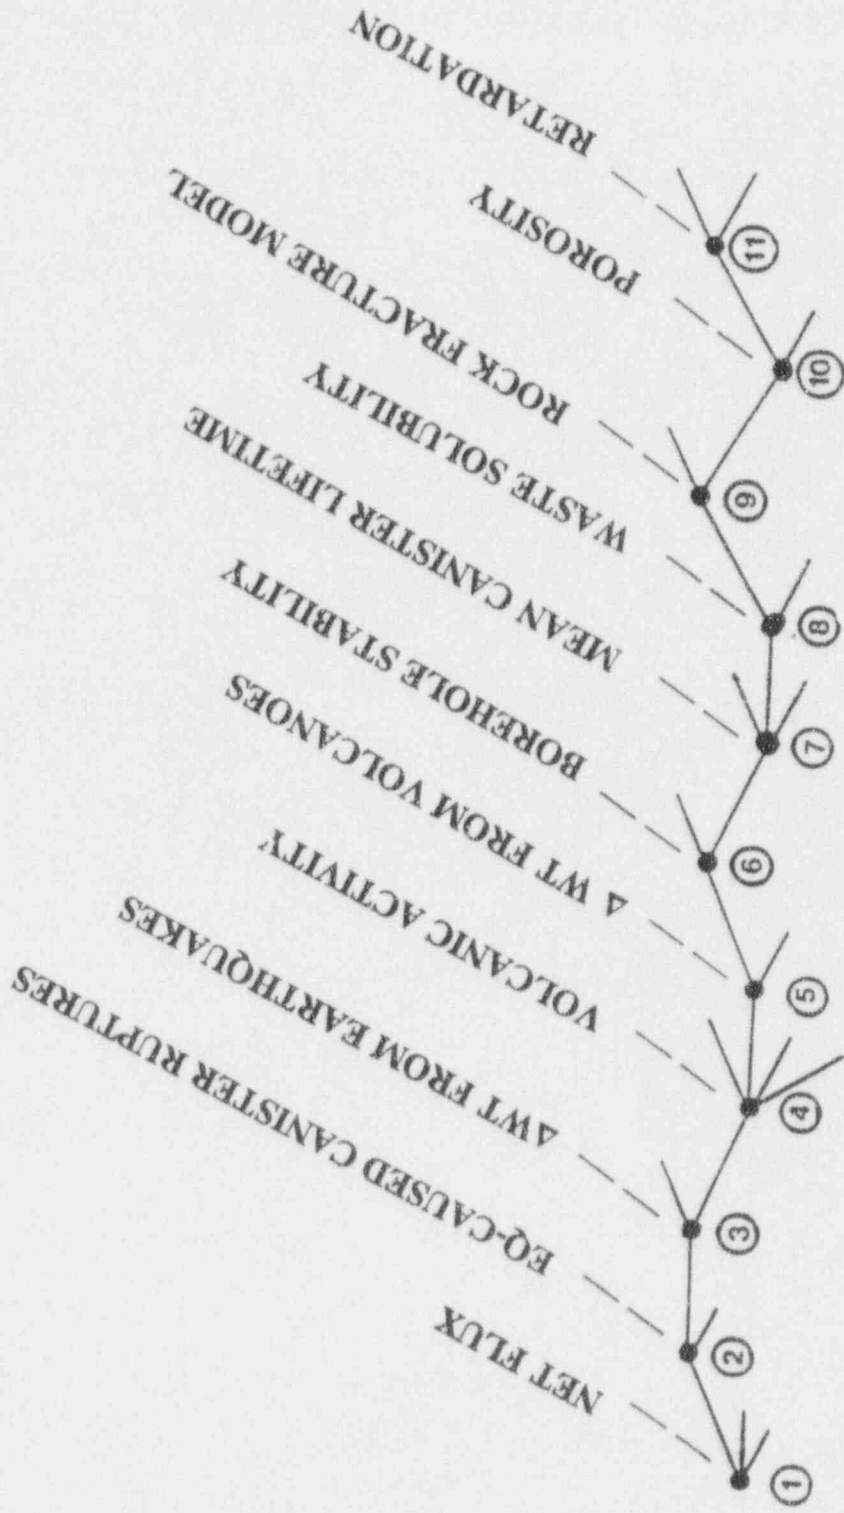 NET FLUX
EQ-CAUSED CANISTER RUPTURES
ΔWT FROM EARTHQUAKES
VOLCANIC ACTIVITY
Δ WT FROM VOLCANOES
BOREHOLE STABILITY
MEAN CANISTER LIFETIME
WASTE SOLUBILITY
ROCK FRACTURE MODEL
POROSITY
RETARDATION
1
2
3
4
5
6
7
8
9
10
11